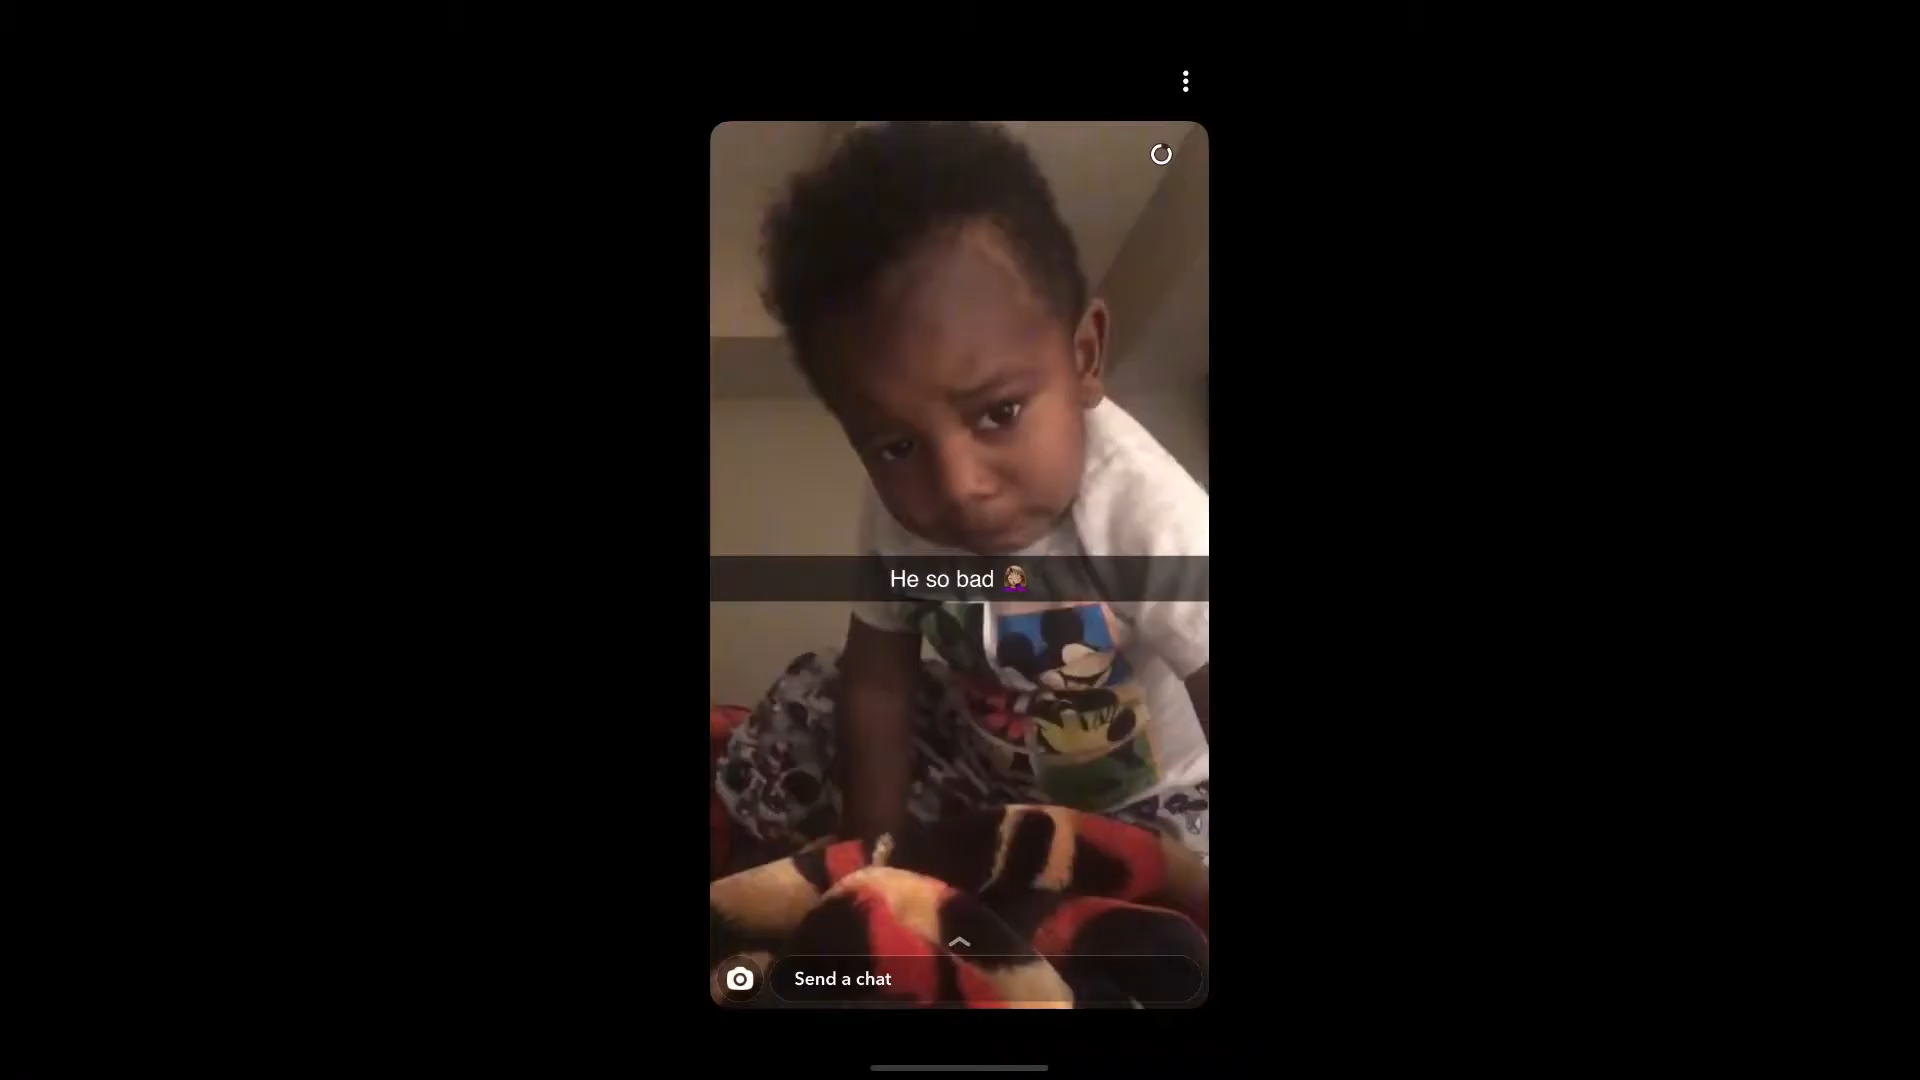 He so bad 🤦🏼‍♀️
Send a chat